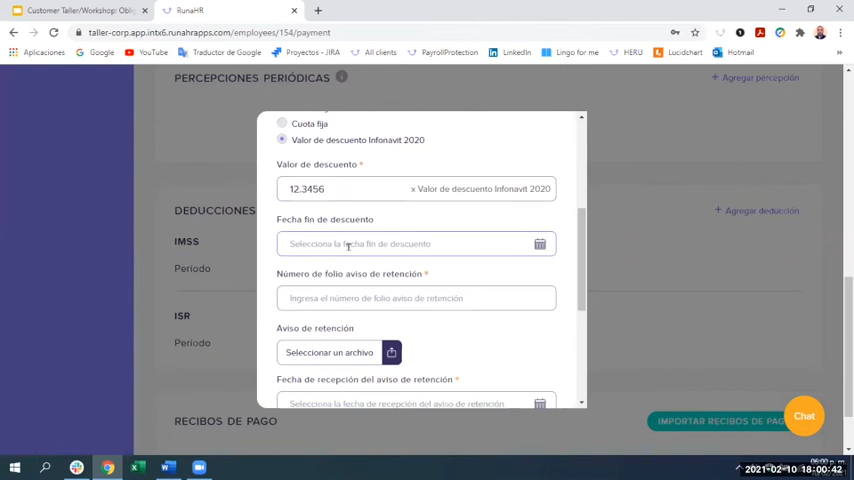 Customer Taller/Workshop: Oblig
RunaHR
taller-corp.app.intx6.runahrapps.com/employees/154/payment
Aplicaciones
Google
YouTube
Traductor de Google
Proyectos - JIRA
All clients
PayrollProtection
LinkedIn
Lingo for me
HERU
Lucidchart
Hotmail
PERCEPCIONES PERIÓDICAS
+ Agregar percepción
Cuota fija
Valor de descuento Infonavit 2020
Valor de descuento *
12.3456
x Valor de descuento Infonavit 2020
DEDUCCIONES
+ Agregar deducción
Fecha fin de descuento
IMSS
Selecciona la fecha fin de descuento
Periodo
Número de folio aviso de retención *
Ingresa el número de folio aviso de retención
ISR
Aviso de retención
Periodo
Seleccionar un archivo
Fecha de recepción del aviso de retención *
Selecciona la fecha de recepción del aviso de retención
RECIBOS DE PAGO
IMPORTAR RECIBOS DE PAG
Chat
2021-02-10 18:00:42